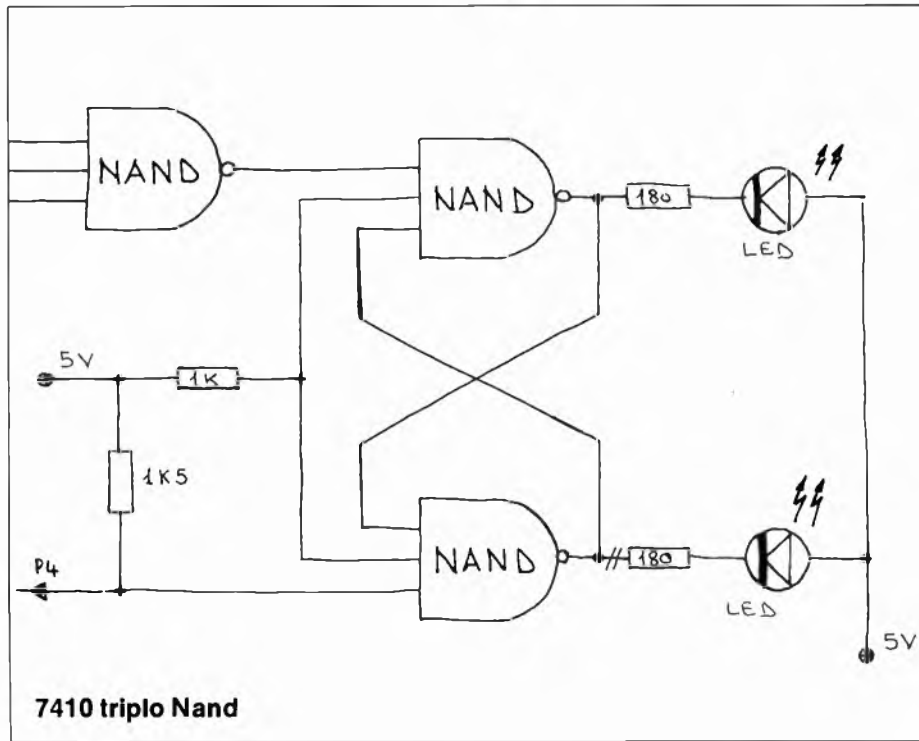 NAND
NAND
180
LED
5V
1K
1K5
P4
NAND
180
LED
5V
7410 triplo Nand